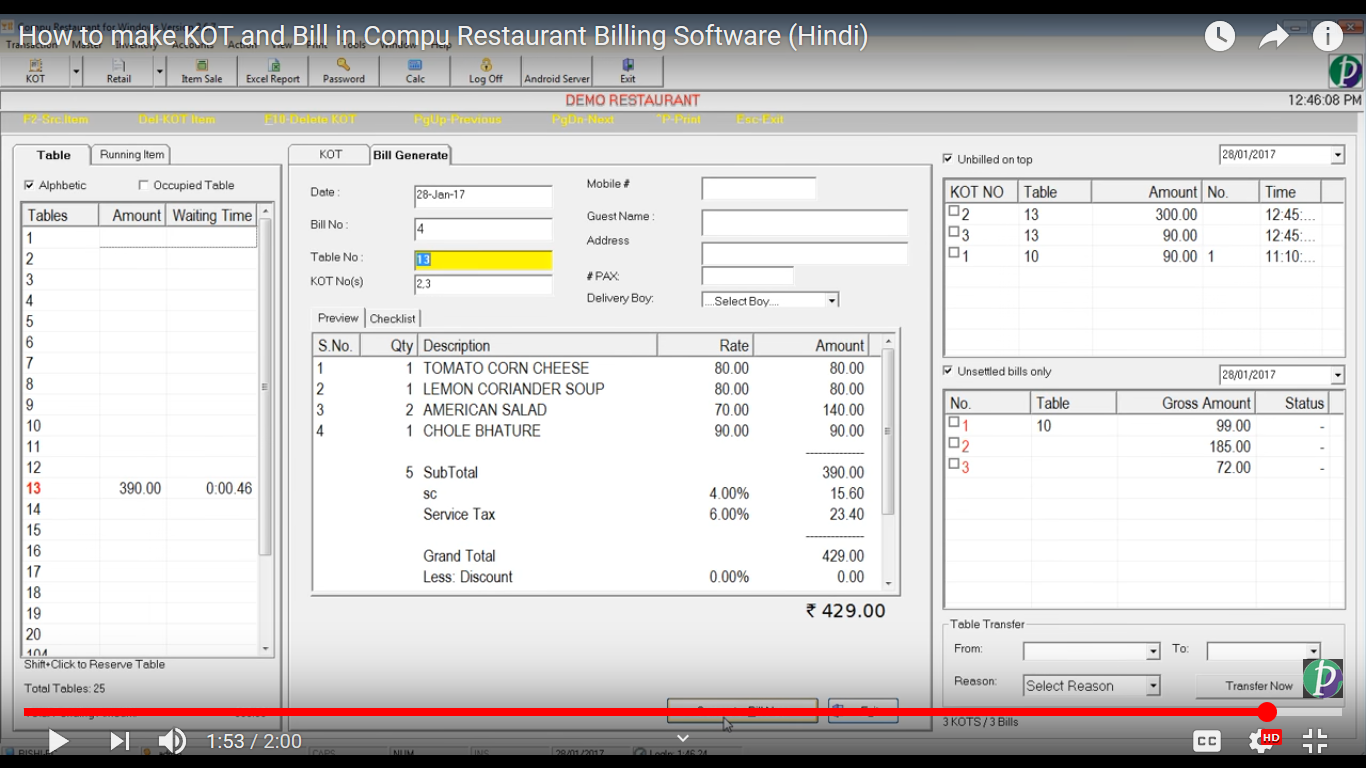 How to make KOT and Bill in Compu Restaurant Billing Software (Hindi)
KOT
Retail
Item Sale
Excel Report
Password
Calc
Log Off
Android Server
Exit
DEMO RESTAURANT
12:46:08 PM
F2-Src.Item Del-KOT Item F10-Delete KOT PgUp-Previous PgDn-Next ^P-Print Esc-Exit
Table
Running Item
Alphbetic
Occupied Table
Tables Amount Waiting Time
1
2
3
4
5
6
7
8
9
10
11
12
13 390.00 0:00.46
14
15
16
17
18
19
20
104
Shift+Click to Reserve Table
Total Tables: 25
KOT
Bill Generate
Date : 28-Jan-17
Bill No : 4
Table No : 13
KOT No(s) 2,3
Mobile #
Guest Name :
Address
# PAX:
Delivery Boy: ....Select Boy....
Preview
Checklist
S.No. Qty Description Rate Amount
1 1 TOMATO CORN CHEESE 80.00 80.00
2 1 LEMON CORIANDER SOUP 80.00 80.00
3 2 AMERICAN SALAD 70.00 140.00
4 1 CHOLE BHATURE 90.00 90.00
--------------
5 SubTotal 390.00
sc 4.00% 15.60
Service Tax 6.00% 23.40
--------------
Grand Total 429.00
Less: Discount 0.00% 0.00
₹ 429.00
Unbilled on top
28/01/2017
KOT NO Table Amount No. Time
2 13 300.00 12:45:...
3 13 90.00 12:45:...
1 10 90.00 1 11:10:...
Unsettled bills only
28/01/2017
No. Table Gross Amount Status
1 10 99.00 -
2 185.00 -
3 72.00 -
Table Transfer
From:
To:
Reason: Select Reason
Transfer Now
3 KOTS / 3 Bills
1:53 / 2:00
CC
HD
CAPS
NUM
INS
28/01/2017
Login: 1:46.24